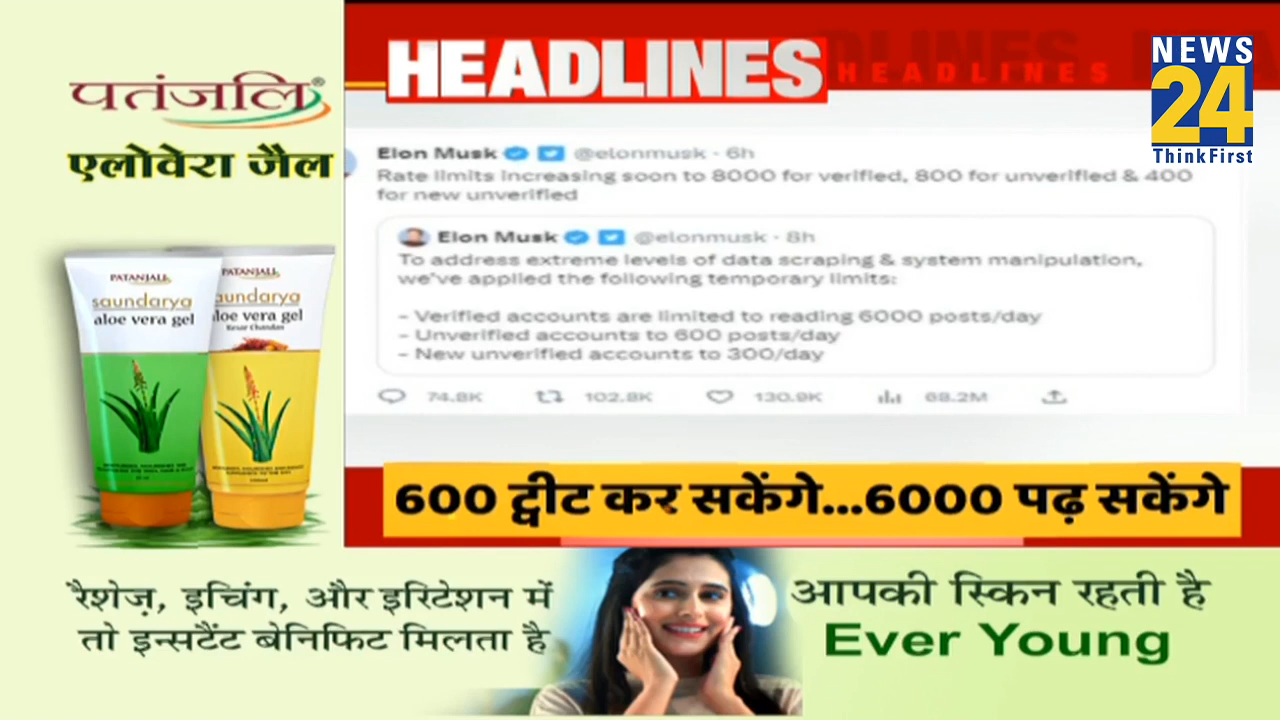 पतंजलि®
एलोवेरा जैल
PATANJALI
saundarya
aloe vera gel
PATANJALI
aundarya
aloe vera gel
Kesar Chandan
HEADLINES
HEADLINES
NEWS
24
ThinkFirst
Elon Musk @elonmusk · 6h
Rate limits increasing soon to 8000 for verified, 800 for unverified & 400
for new unverified
Elon Musk @elonmusk · 8h
To address extreme levels of data scraping & system manipulation,
we've applied the following temporary limits:
- Verified accounts are limited to reading 6000 posts/day
- Unverified accounts to 600 posts/day
- New unverified accounts to 300/day
74.8K 102.8K 130.9K 68.2M
600 ट्वीट कर सकेंगे...6000 पढ़ सकेंगे
रैशेज़, इचिंग, और इरिटेशन में
तो इन्सटैंट बेनिफिट मिलता है
आपकी स्किन रहती है
Ever Young